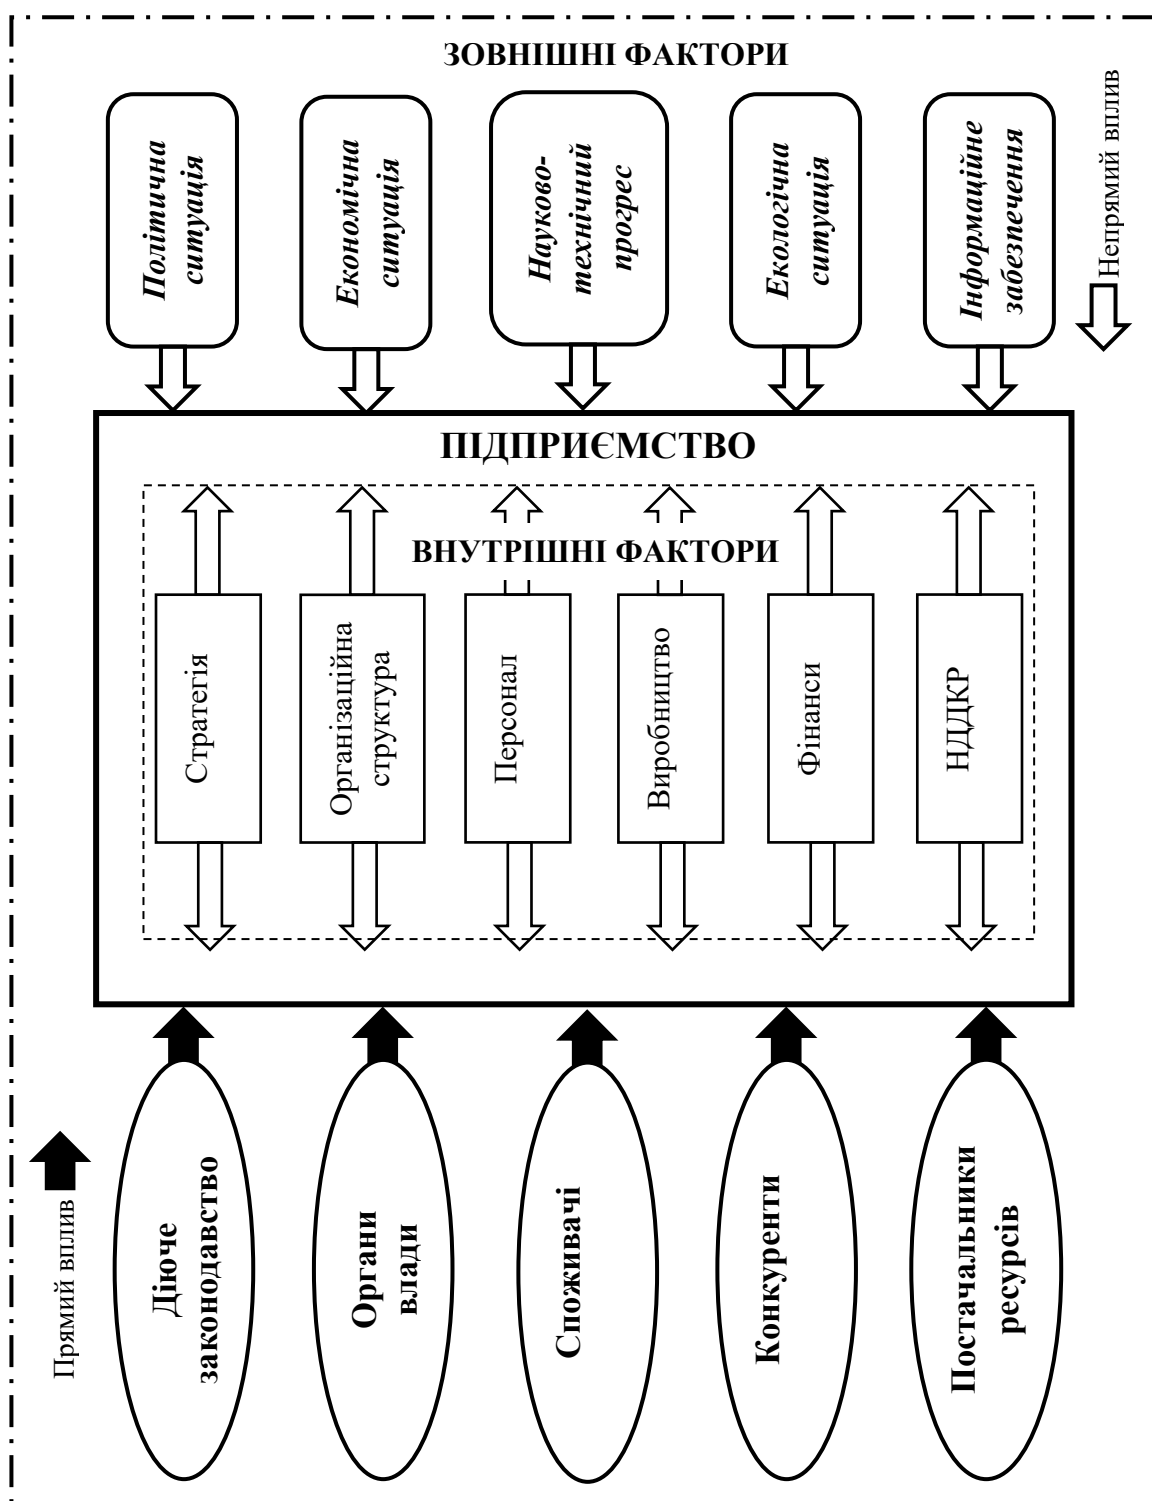 ЗОВНІШНІ ФАКТОРИ
Політична
ситуація
Економічна
ситуація
Науково-
технічний
прогрес
Екологічна
ситуація
Інформаційне
забезпечення
Непрямий вплив
ПІДПРИЄМСТВО
ВНУТРІШНІ ФАКТОРИ
Стратегія
Організаційна
структура
Персонал
Виробництво
Фінанси
НДДКР
Прямий вплив
Діюче
законодавство
Органи
влади
Споживачі
Конкуренти
Постачальники
ресурсів